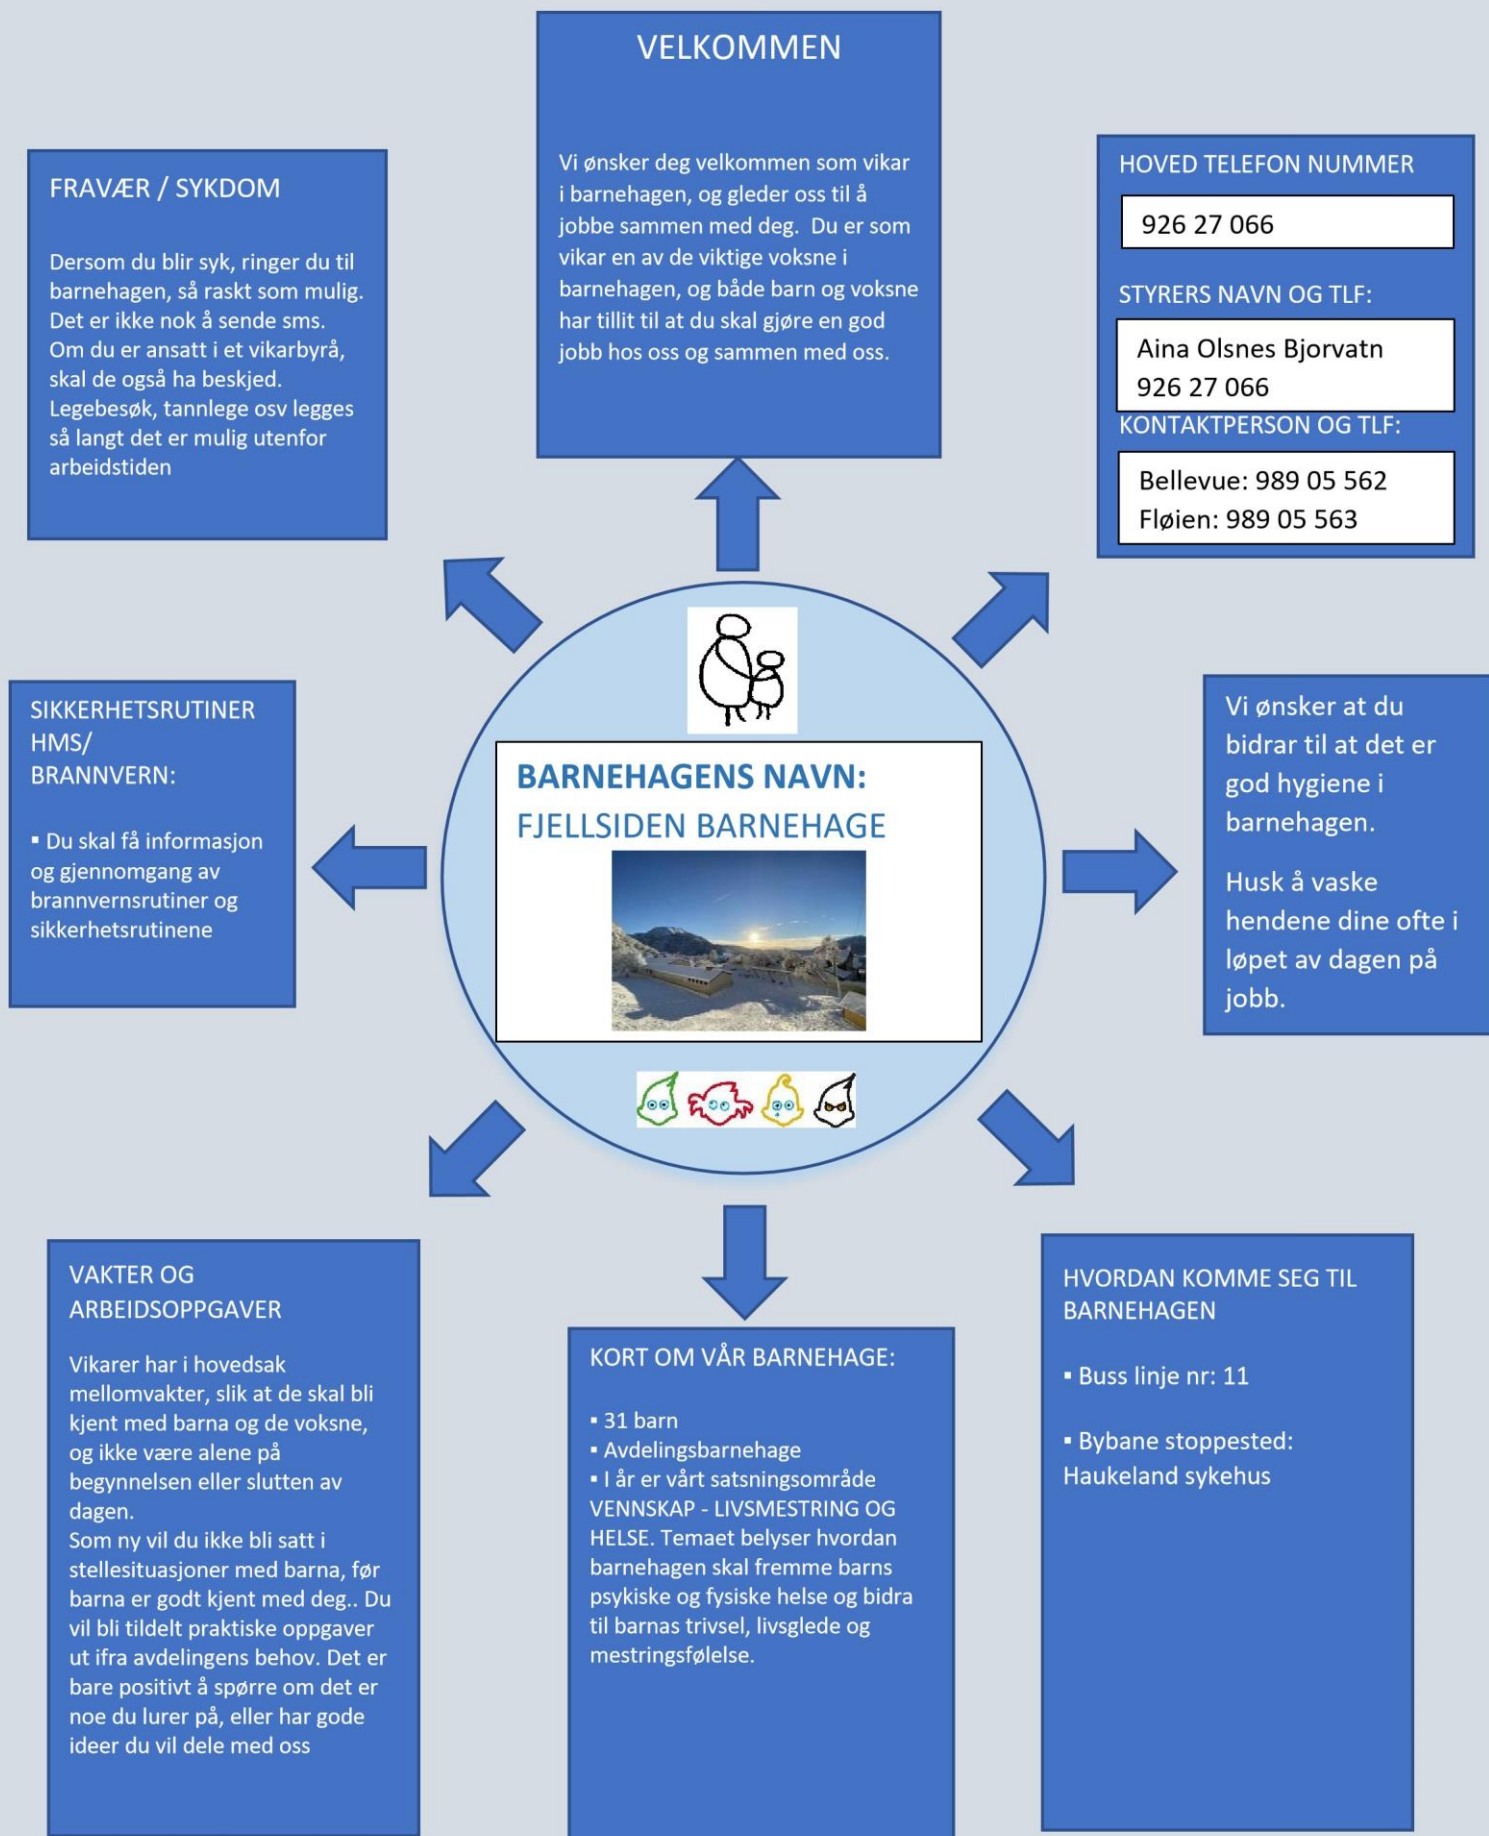 VELKOMMEN
Vi ønsker deg velkommen som vikar
i barnehagen, og gleder oss til å
jobbe sammen med deg.  Du er som
vikar en av de viktige voksne i
barnehagen, og både barn og voksne
har tillit til at du skal gjøre en god
jobb hos oss og sammen med oss.
FRAVÆR / SYKDOM
Dersom du blir syk, ringer du til
barnehagen, så raskt som mulig.
Det er ikke nok å sende sms.
Om du er ansatt i et vikarbyrå,
skal de også ha beskjed.
Legebesøk, tannlege osv legges
så langt det er mulig utenfor
arbeidstiden
HOVED TELEFON NUMMER
926 27 066
STYRERS NAVN OG TLF:
Aina Olsnes Bjorvatn
926 27 066
KONTAKTPERSON OG TLF:
Bellevue: 989 05 562
Fløien: 989 05 563
SIKKERHETSRUTINER
HMS/
BRANNVERN:
▪ Du skal få informasjon
og gjennomgang av
brannvernsrutiner og
sikkerhetsrutinene
BARNEHAGENS NAVN:
FJELLSIDEN BARNEHAGE
Vi ønsker at du
bidrar til at det er
god hygiene i
barnehagen.
Husk å vaske
hendene dine ofte i
løpet av dagen på
jobb.
VAKTER OG
ARBEIDSOPPGAVER
Vikarer har i hovedsak
mellomvakter, slik at de skal bli
kjent med barna og de voksne,
og ikke være alene på
begynnelsen eller slutten av
dagen.
Som ny vil du ikke bli satt i
stellesituasjoner med barna, før
barna er godt kjent med deg.. Du
vil bli tildelt praktiske oppgaver
ut ifra avdelingens behov. Det er
bare positivt å spørre om det er
noe du lurer på, eller har gode
ideer du vil dele med oss
KORT OM VÅR BARNEHAGE:
▪ 31 barn
▪ Avdelingsbarnehage
▪ I år er vårt satsningsområde
VENNSKAP - LIVSMESTRING OG
HELSE. Temaet belyser hvordan
barnehagen skal fremme barns
psykiske og fysiske helse og bidra
til barnas trivsel, livsglede og
mestringsfølelse.
HVORDAN KOMME SEG TIL
BARNEHAGEN
▪ Buss linje nr: 11
▪ Bybane stoppested:
Haukeland sykehus